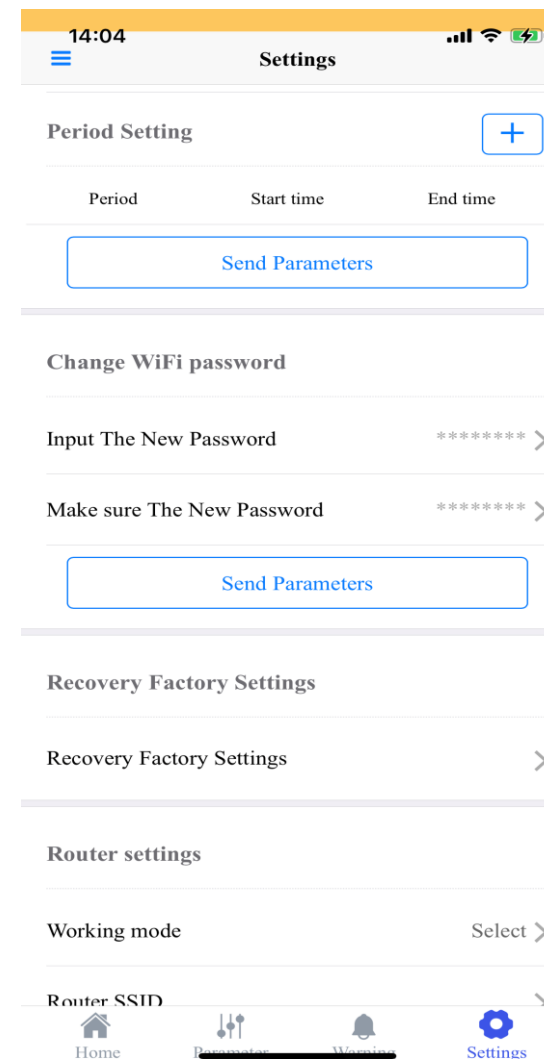 14:04
Settings
Period Setting
Period Start time End time
Send Parameters
Change WiFi password
Input The New Password ********
Make sure The New Password ********
Send Parameters
Recovery Factory Settings
Recovery Factory Settings
Router settings
Working mode Select
Router SSID
Home Parameter Warning Settings